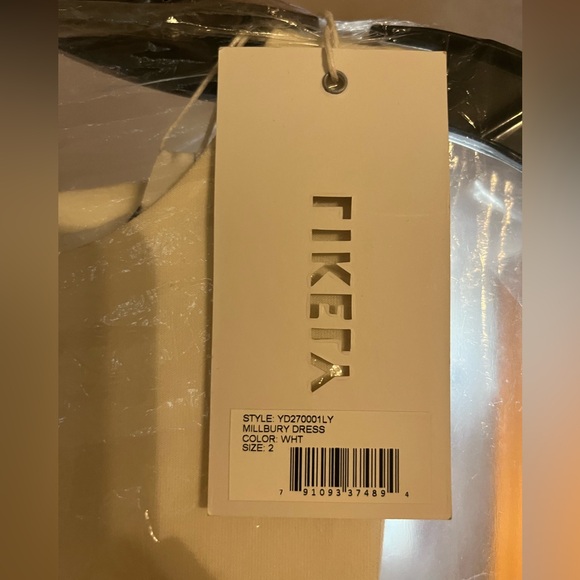 LIKELY
STYLE: YD270001LY
MILLBURY DRESS
COLOR: WHT
SIZE: 2
7 91093 37489 4